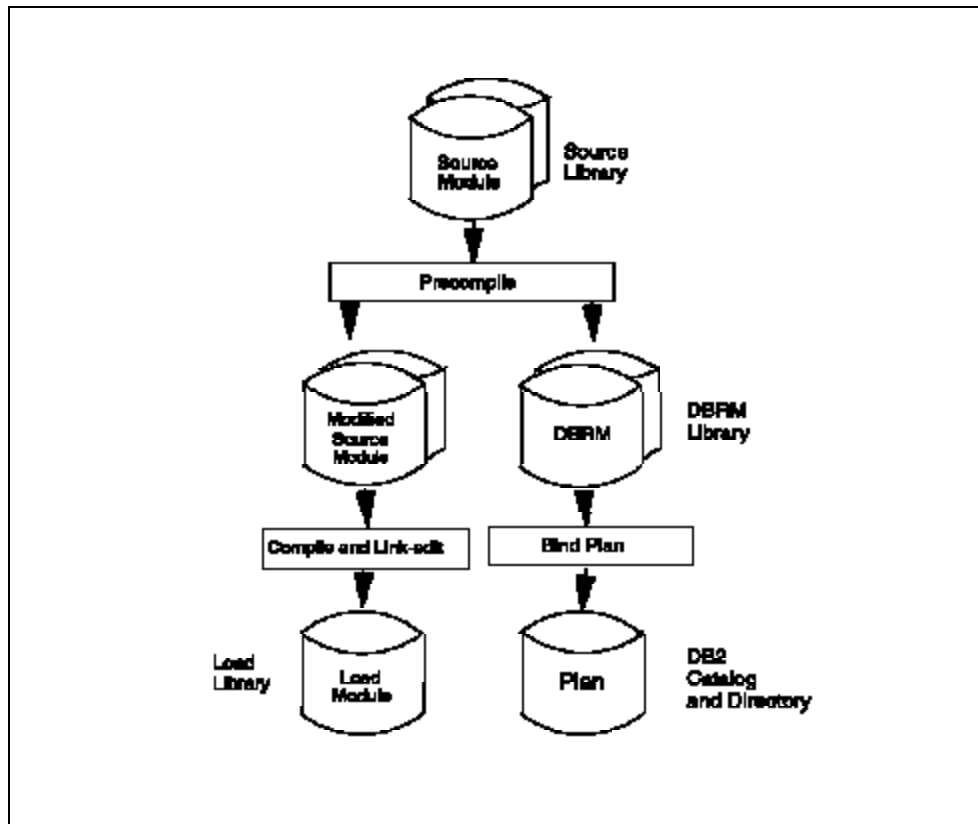 Source
Module
Source
Library
Precompile
Modified
Source
Module
DBRM
DBRM
Library
Compile and Link-edit
Bind Plan
Load
Library
Load
Module
Plan
DB2
Catalog
and Directory